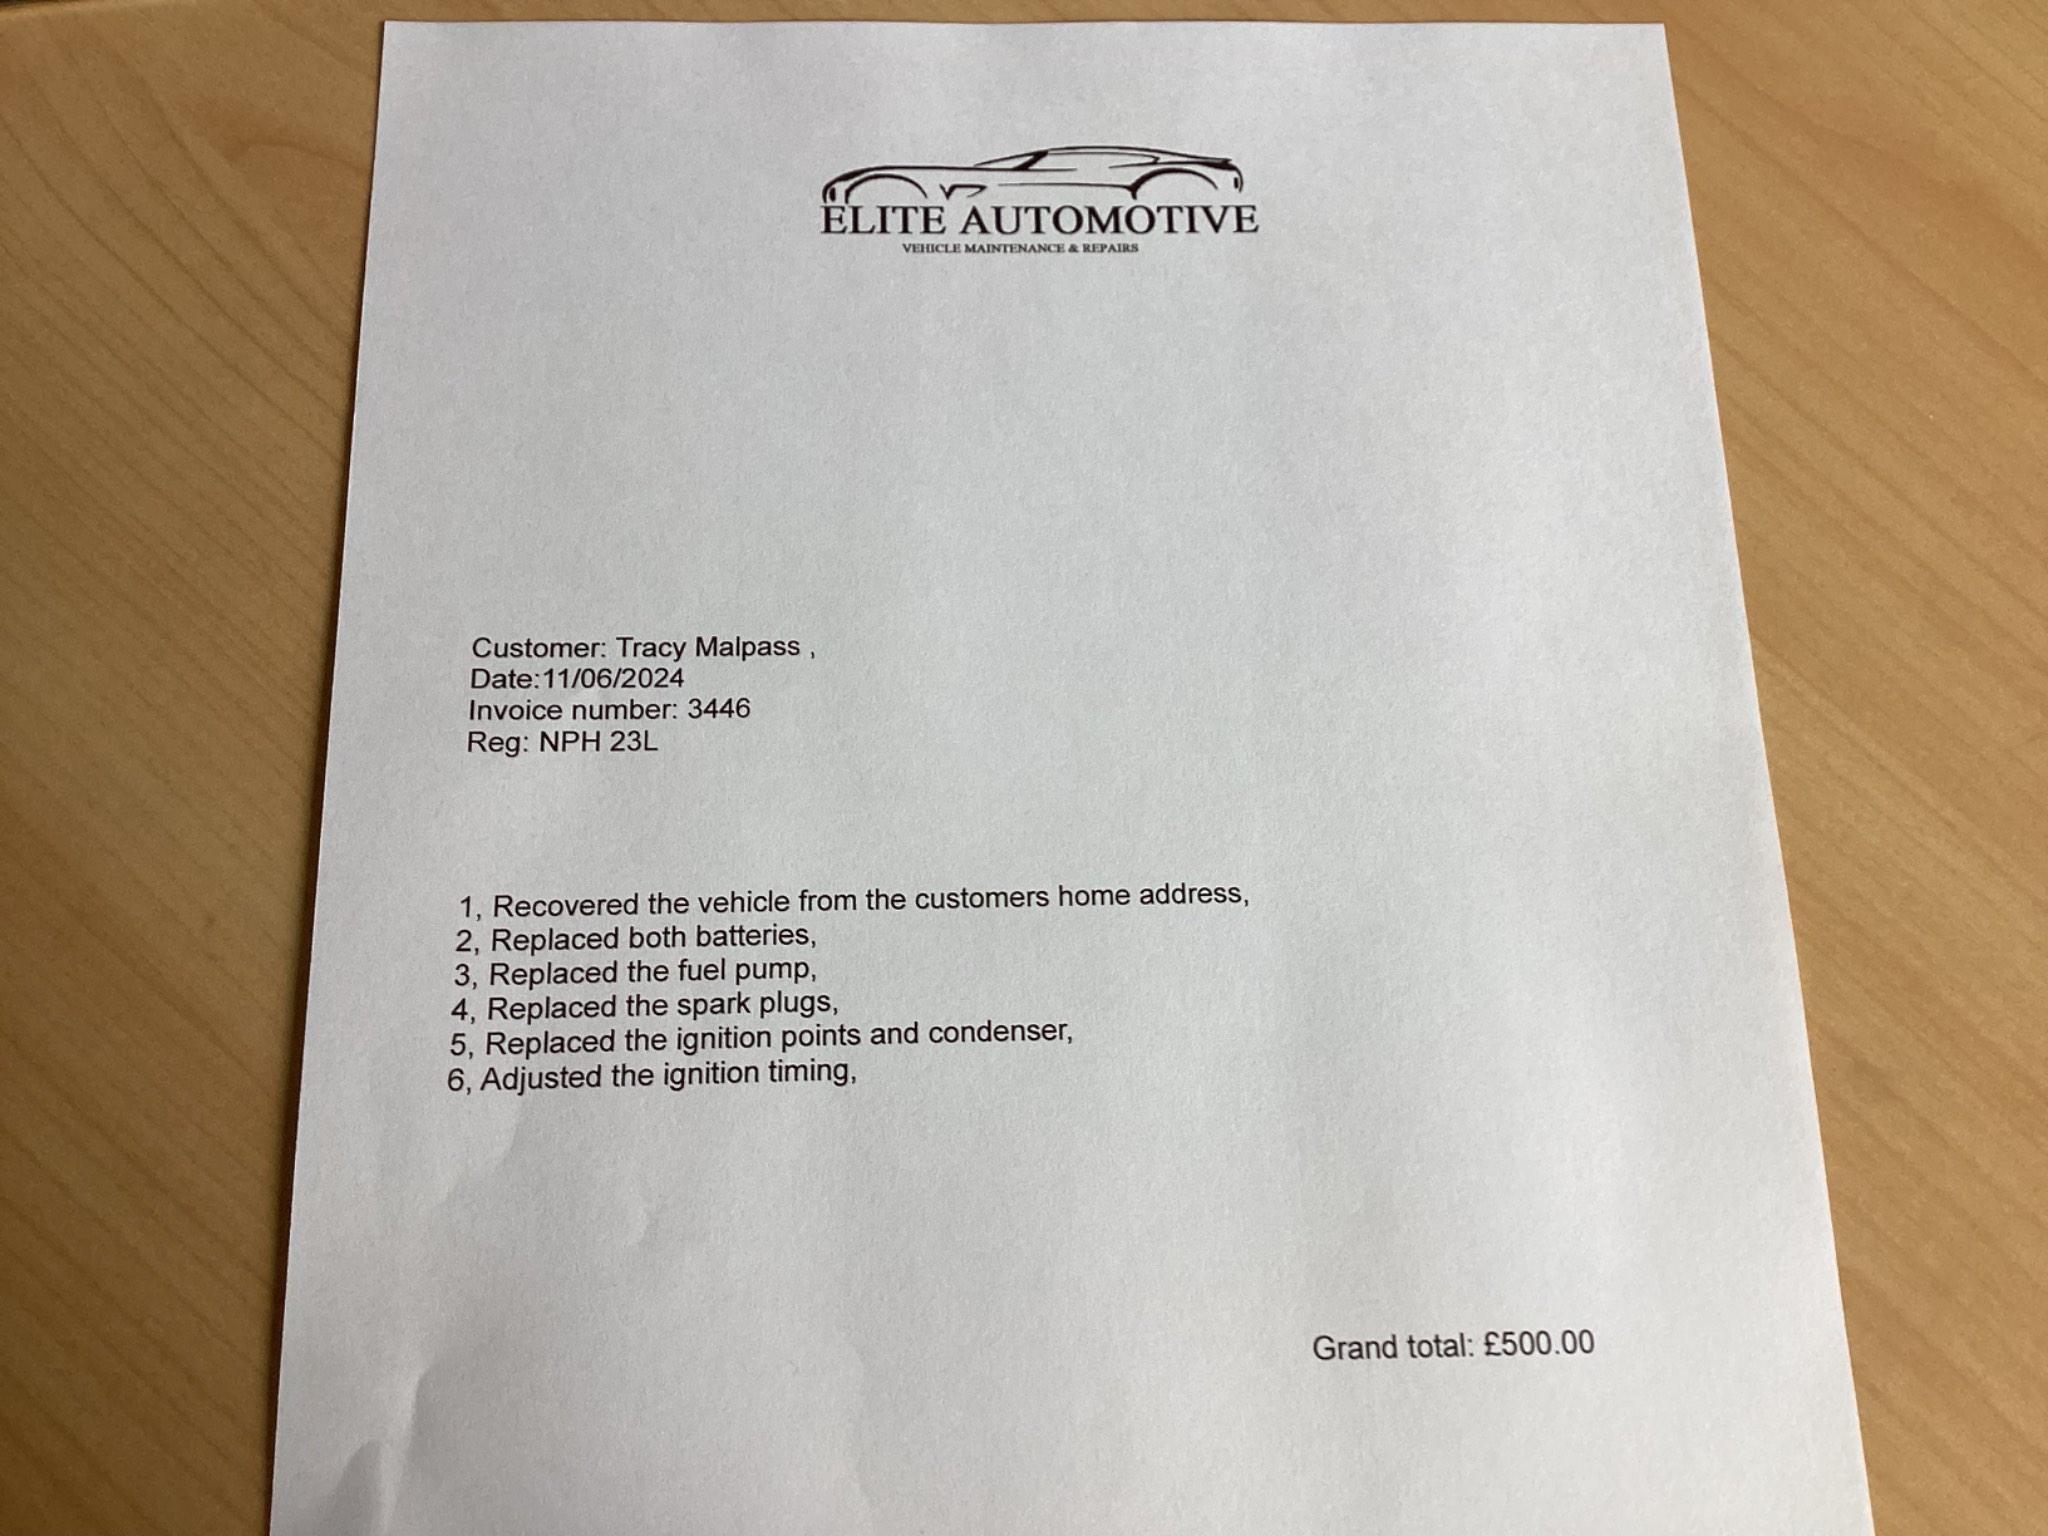 ELITE AUTOMOTIVE
VEHICLE MAINTENANCE & REPAIRS
Customer: Tracy Malpass ,
Date:11/06/2024
Invoice number: 3446
Reg: NPH 23L
1, Recovered the vehicle from the customers home address,
2, Replaced both batteries,
3, Replaced the fuel pump,
4, Replaced the spark plugs,
5, Replaced the ignition points and condenser,
6, Adjusted the ignition timing,
Grand total: £500.00